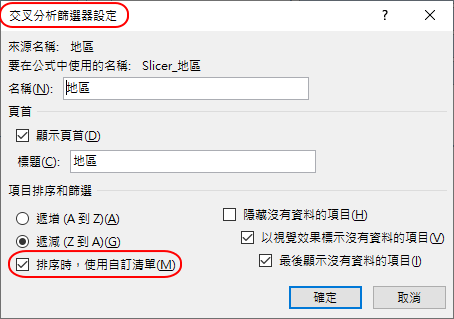 交叉分析篩選器設定
來源名稱: 地區
要在公式中使用的名稱: Slicer_地區
名稱(N): 地區
頁首
顯示頁首(D)
標題(C): 地區
項目排序和篩選
遞增 (A 到 Z)(A)
隱藏沒有資料的項目(H)
遞減 (Z 到 A)(G)
以視覺效果標示沒有資料的項目(V)
排序時，使用自訂清單(M)
最後顯示沒有資料的項目(I)
確定
取消